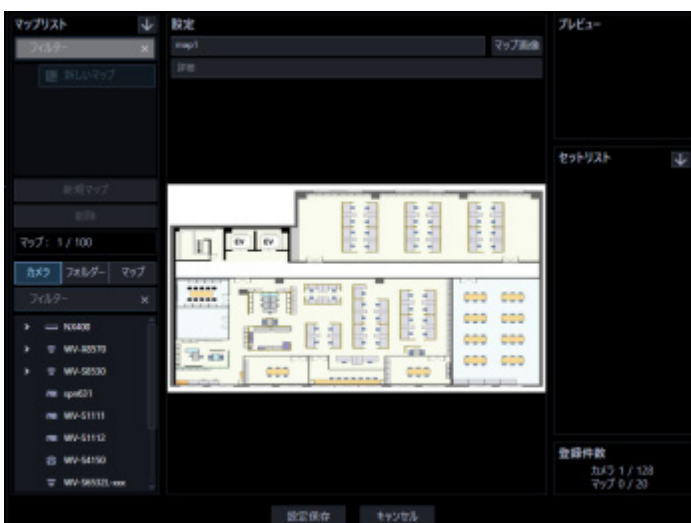 マップリスト
フィルター ×
新しいマップ
新規マップ
削除
マップ: 1 / 100
カメラ フォルダー マップ
フィルター ×
NX400
WV-X8570
WV-S8530
WV-S1111
WV-S1112
WV-S4150
設定
map1 マップ画像
詳細
EV EV
プレビュー
セットリスト
登録件数
カメラ 1 / 128
マップ 0 / 20
設定保存 キャンセル